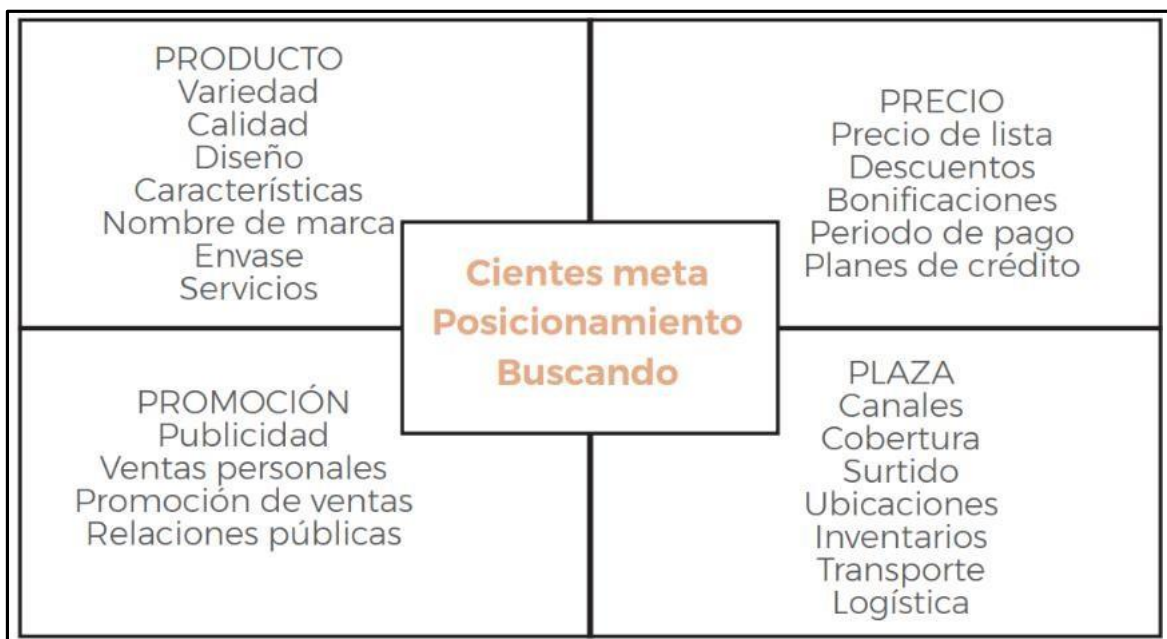 PRODUCTO
Variedad
Calidad
Diseño
Características
Nombre de marca
Envase
Servicios
PRECIO
Precio de lista
Descuentos
Bonificaciones
Periodo de pago
Planes de crédito
Cientes meta
Posicionamiento
Buscando
PROMOCIÓN
Publicidad
Ventas personales
Promoción de ventas
Relaciones públicas
PLAZA
Canales
Cobertura
Surtido
Ubicaciones
Inventarios
Transporte
Logística